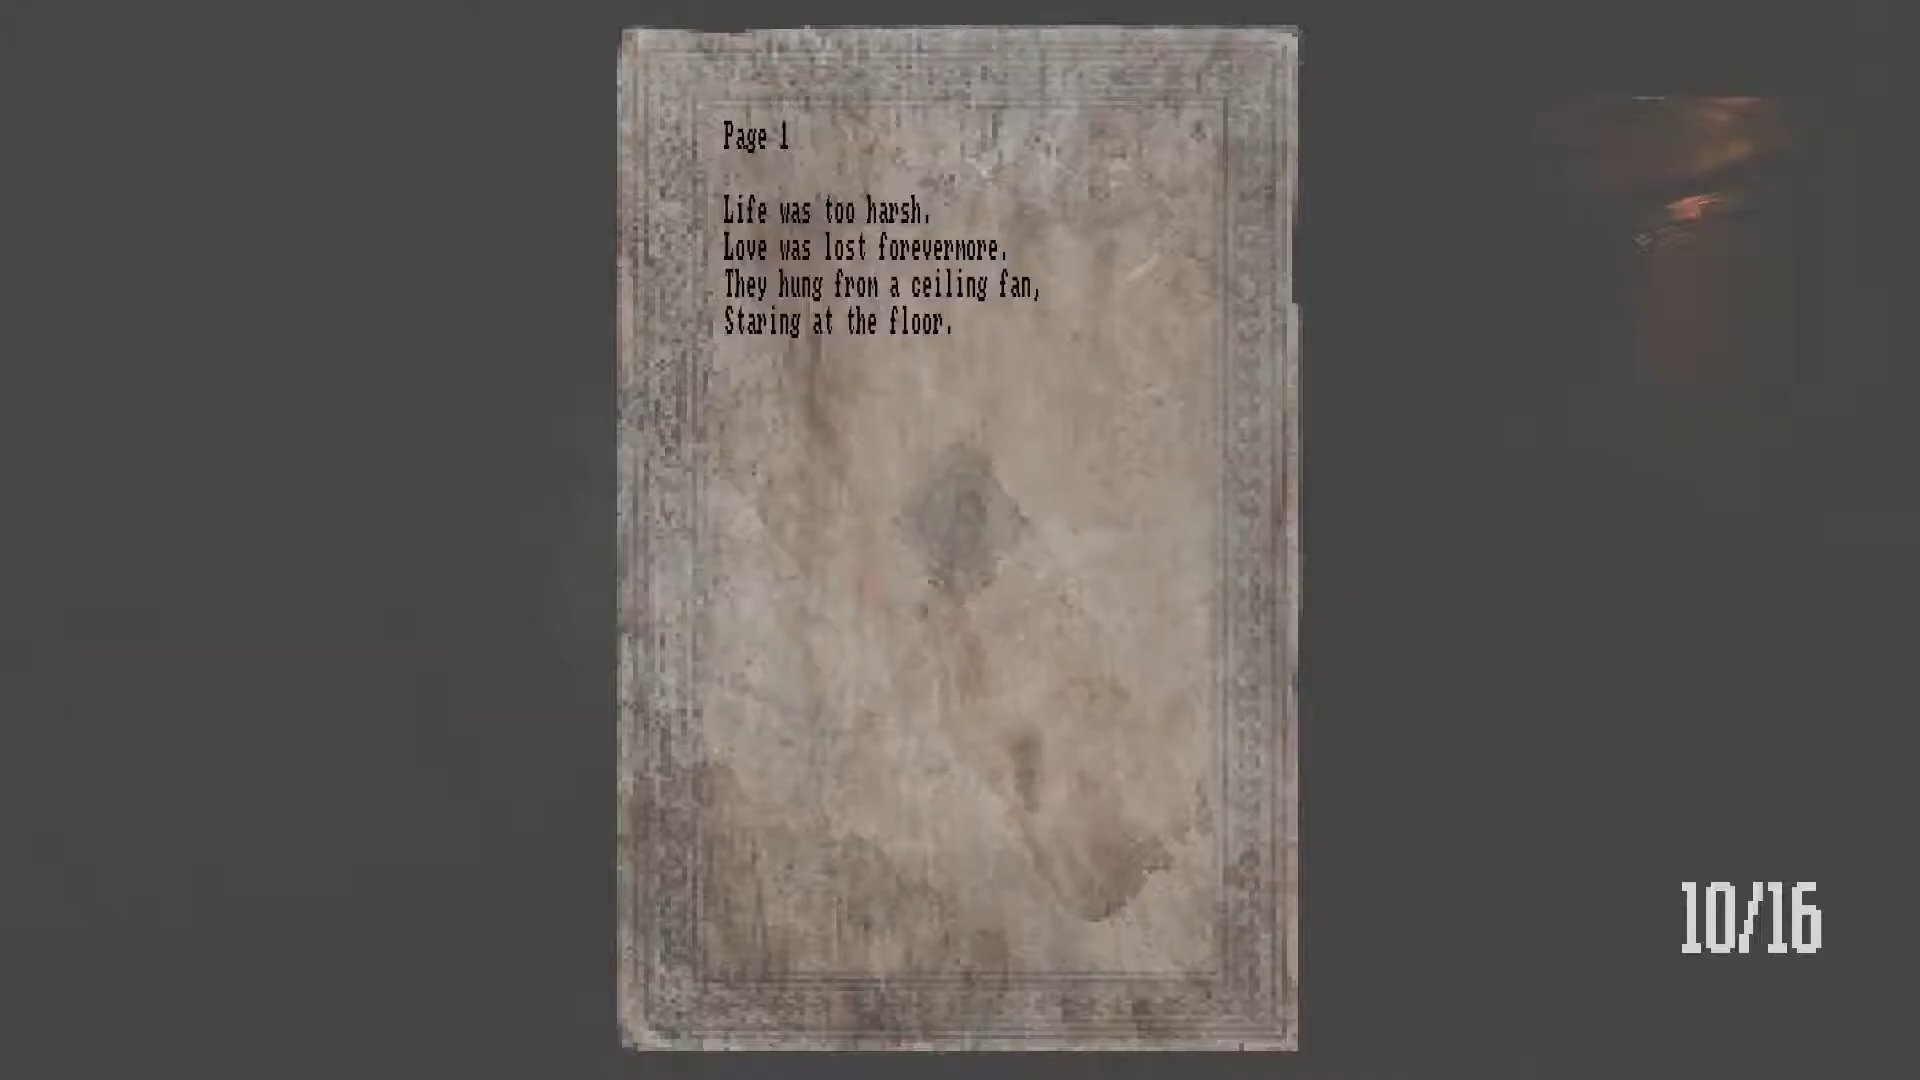 Page 1
Life was too harsh.
Love was lost forevermore.
They hung from a ceiling fan,
Staring at the floor.
10/16